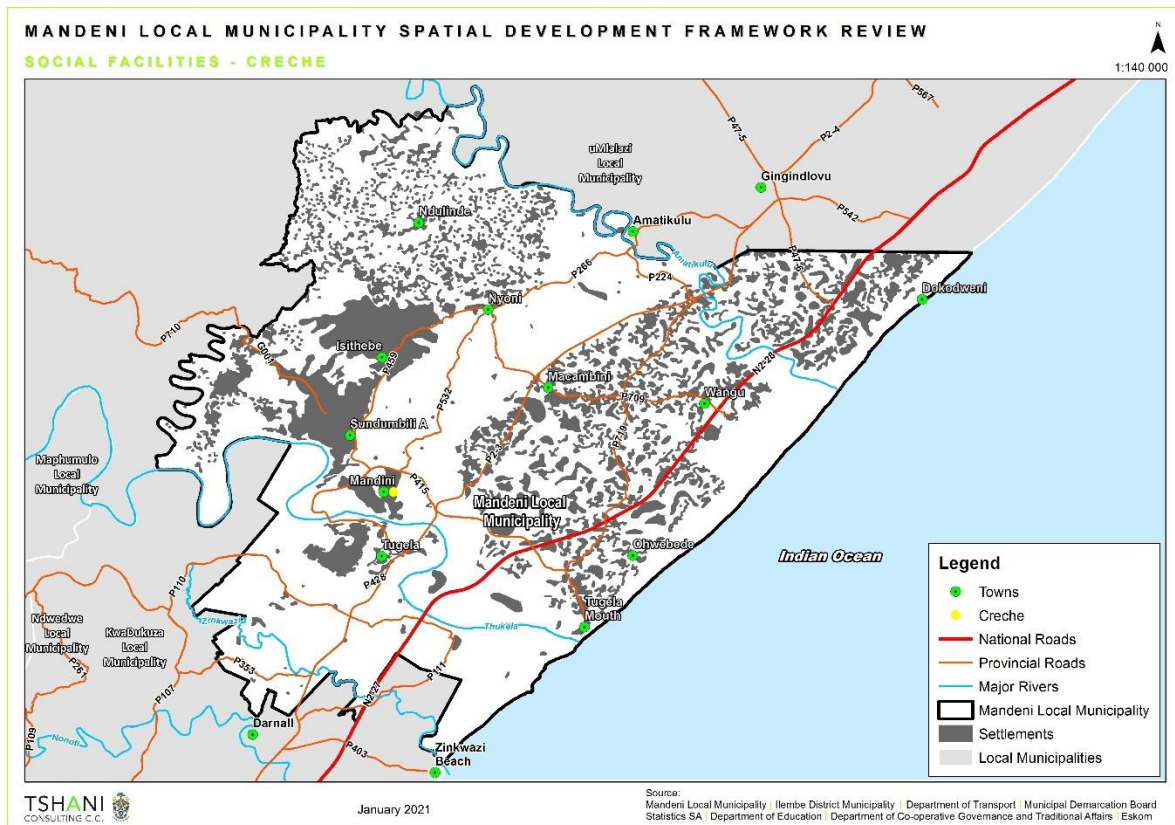 MANDENI LOCAL MUNICIPALITY SPATIAL DEVELOPMENT FRAMEWORK REVIEW
SOCIAL FACILITIES - CRECHE
N
1:140 000
P567
P47-5
P2-4
uMlalazi
Local
Municipality
Gingindlovu
Ndulinde
Amatikulu
P542
Amatikulu
P47-6
P266
P224
Dokodweni
Nyoni
P710
G001
Isithebe
P459
N2-28
Macambini
P532
P709
Wangu
Sundumbili A
P719
P2-3
Maphumulo
Local
Municipality
Mandini
P415
Mandeni Local
Municipality
Tugela
Ohwebede
Indian Ocean
P428
P110
Zinkwazi
Tugela
Mouth
Thukela
Ndwedwe
Local
Municipality
KwaDukuza
Local
Municipality
P261
P353
P111
P107
N2-27
Darnall
P109
Nonoti
P403
Zinkwazi
Beach
Legend
Towns
Creche
National Roads
Provincial Roads
Major Rivers
Mandeni Local Municipality
Settlements
Local Municipalities
TSHANI
CONSULTING C.C.
January 2021
Source:
Mandeni Local Municipality | Ilembe District Municipality | Department of Transport | Municipal Demarcation Board
Statistics SA | Department of Education | Department of Co-operative Governance and Traditional Affairs | Eskom